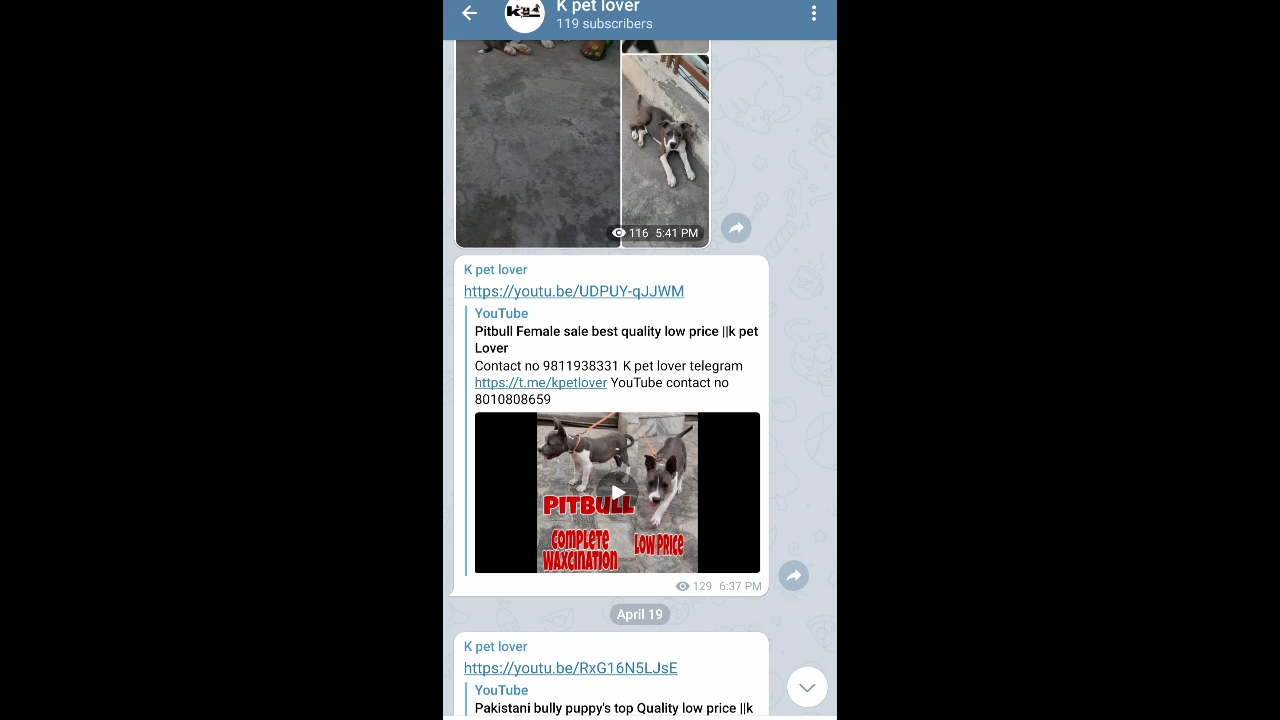 K pet lover
119 subscribers
116 5:41 PM
K pet lover
https://youtu.be/UDPUY-qJJWM
YouTube
Pitbull Female sale best quality low price ||k pet
Lover
Contact no 9811938331 K pet lover telegram
https://t.me/kpetlover YouTube contact no
8010808659
PITBULL
COMPLETE
WAXCINATION
LOW PRICE
129 6:37 PM
April 19
K pet lover
https://youtu.be/RxG16N5LJsE
YouTube
Pakistani bully puppy's top Quality low price ||k